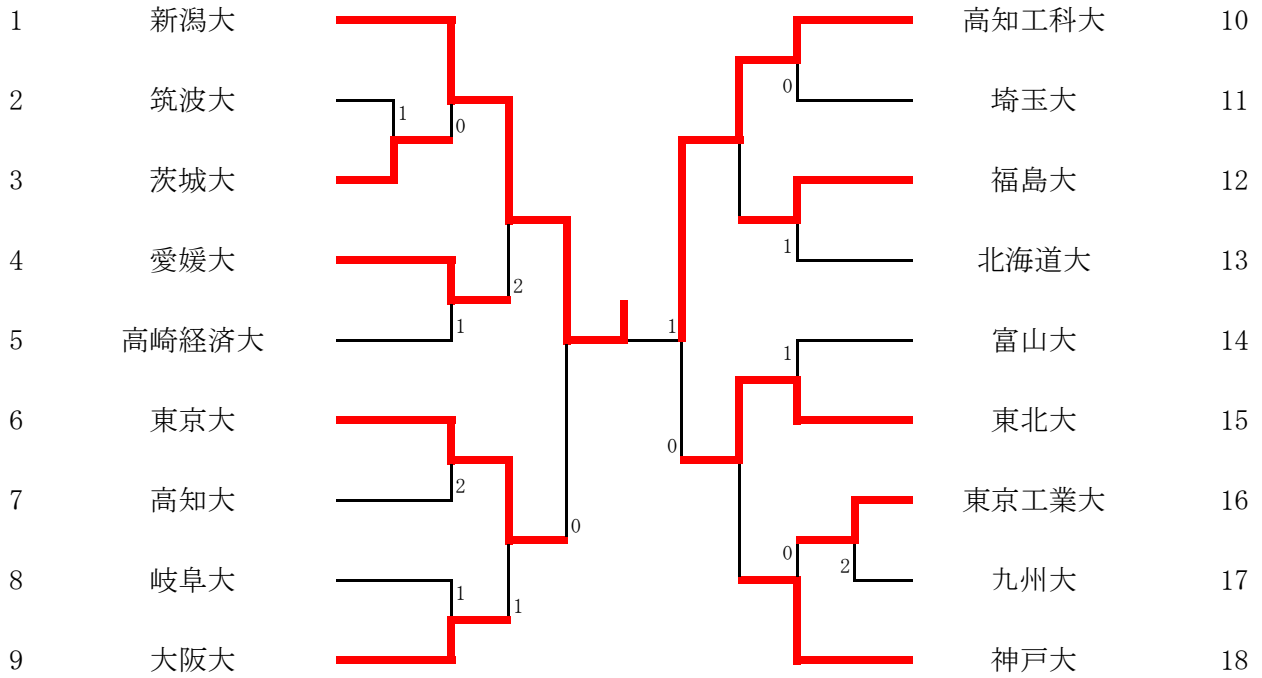 1 新潟大 高知工科大 10
2 筑波大 1 0 0 埼玉大 11
3 茨城大 福島大 12
4 愛媛大 2 1 北海道大 13
5 高崎経済大 1 1 1 富山大 14
6 東京大 0 東北大 15
7 高知大 2 0 東京工業大 16
8 岐阜大 1 1 0 2 九州大 17
9 大阪大 神戸大 18